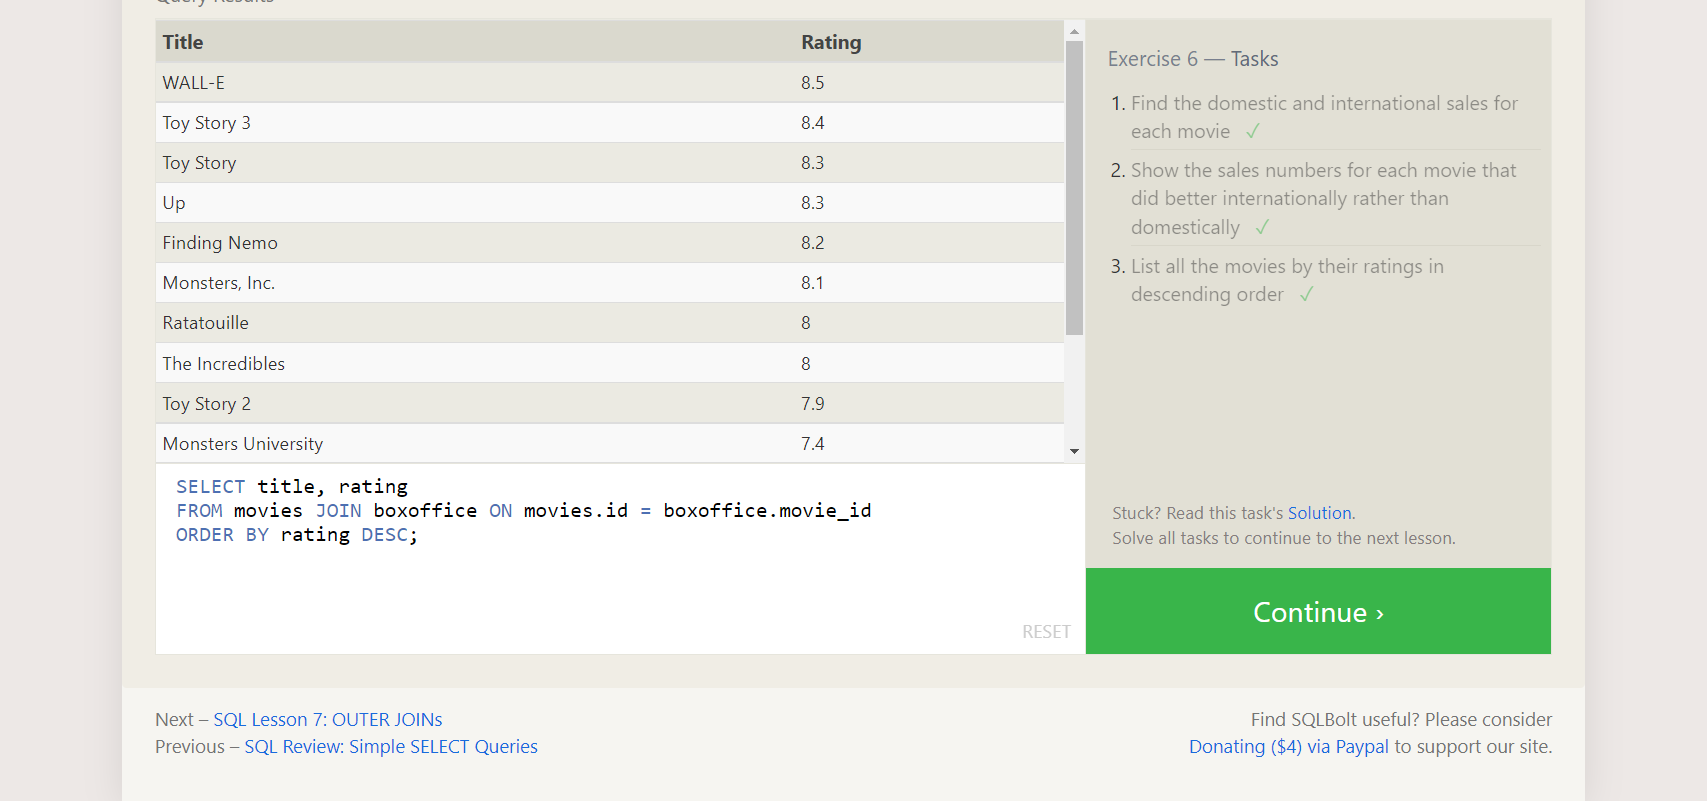 Query Results
Title Rating
WALL-E 8.5
Toy Story 3 8.4
Toy Story 8.3
Up 8.3
Finding Nemo 8.2
Monsters, Inc. 8.1
Ratatouille 8
The Incredibles 8
Toy Story 2 7.9
Monsters University 7.4
SELECT title, rating
FROM movies JOIN boxoffice ON movies.id = boxoffice.movie_id
ORDER BY rating DESC;
RESET
Exercise 6 — Tasks
1. Find the domestic and international sales for
each movie ✓
2. Show the sales numbers for each movie that
did better internationally rather than
domestically ✓
3. List all the movies by their ratings in
descending order ✓
Stuck? Read this task's Solution.
Solve all tasks to continue to the next lesson.
Continue ›
Next – SQL Lesson 7: OUTER JOINs
Previous – SQL Review: Simple SELECT Queries
Find SQLBolt useful? Please consider
Donating ($4) via Paypal to support our site.